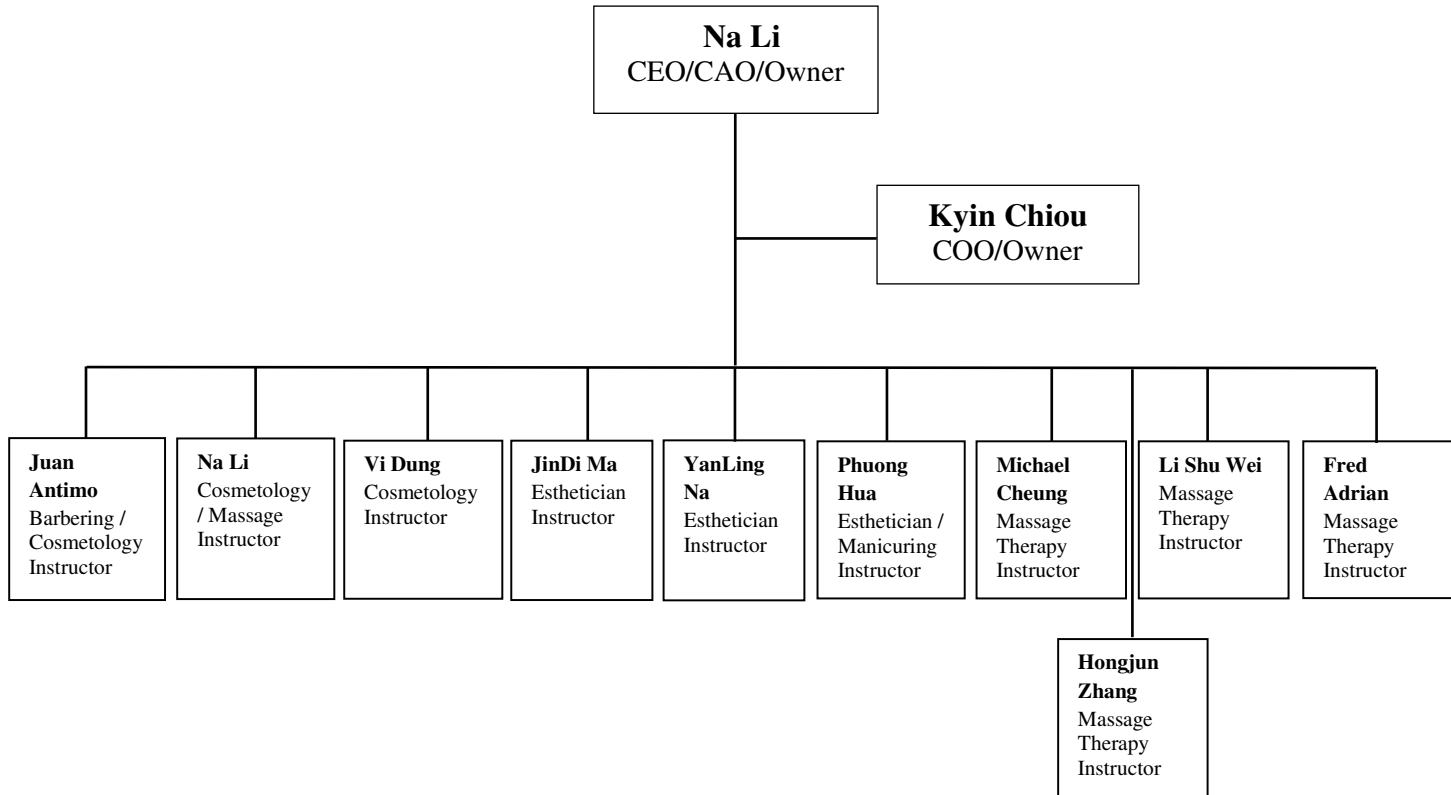 Na Li
CEO/CAO/Owner
Kyin Chiou
COO/Owner
Juan
Antimo
Barbering /
Cosmetology
Instructor
Na Li
Cosmetology
/ Massage
Instructor
Vi Dung
Cosmetology
Instructor
JinDi Ma
Esthetician
Instructor
YanLing
Na
Esthetician
Instructor
Phuong
Hua
Esthetician /
Manicuring
Instructor
Michael
Cheung
Massage
Therapy
Instructor
Li Shu Wei
Massage
Therapy
Instructor
Fred
Adrian
Massage
Therapy
Instructor
Hongjun
Zhang
Massage
Therapy
Instructor